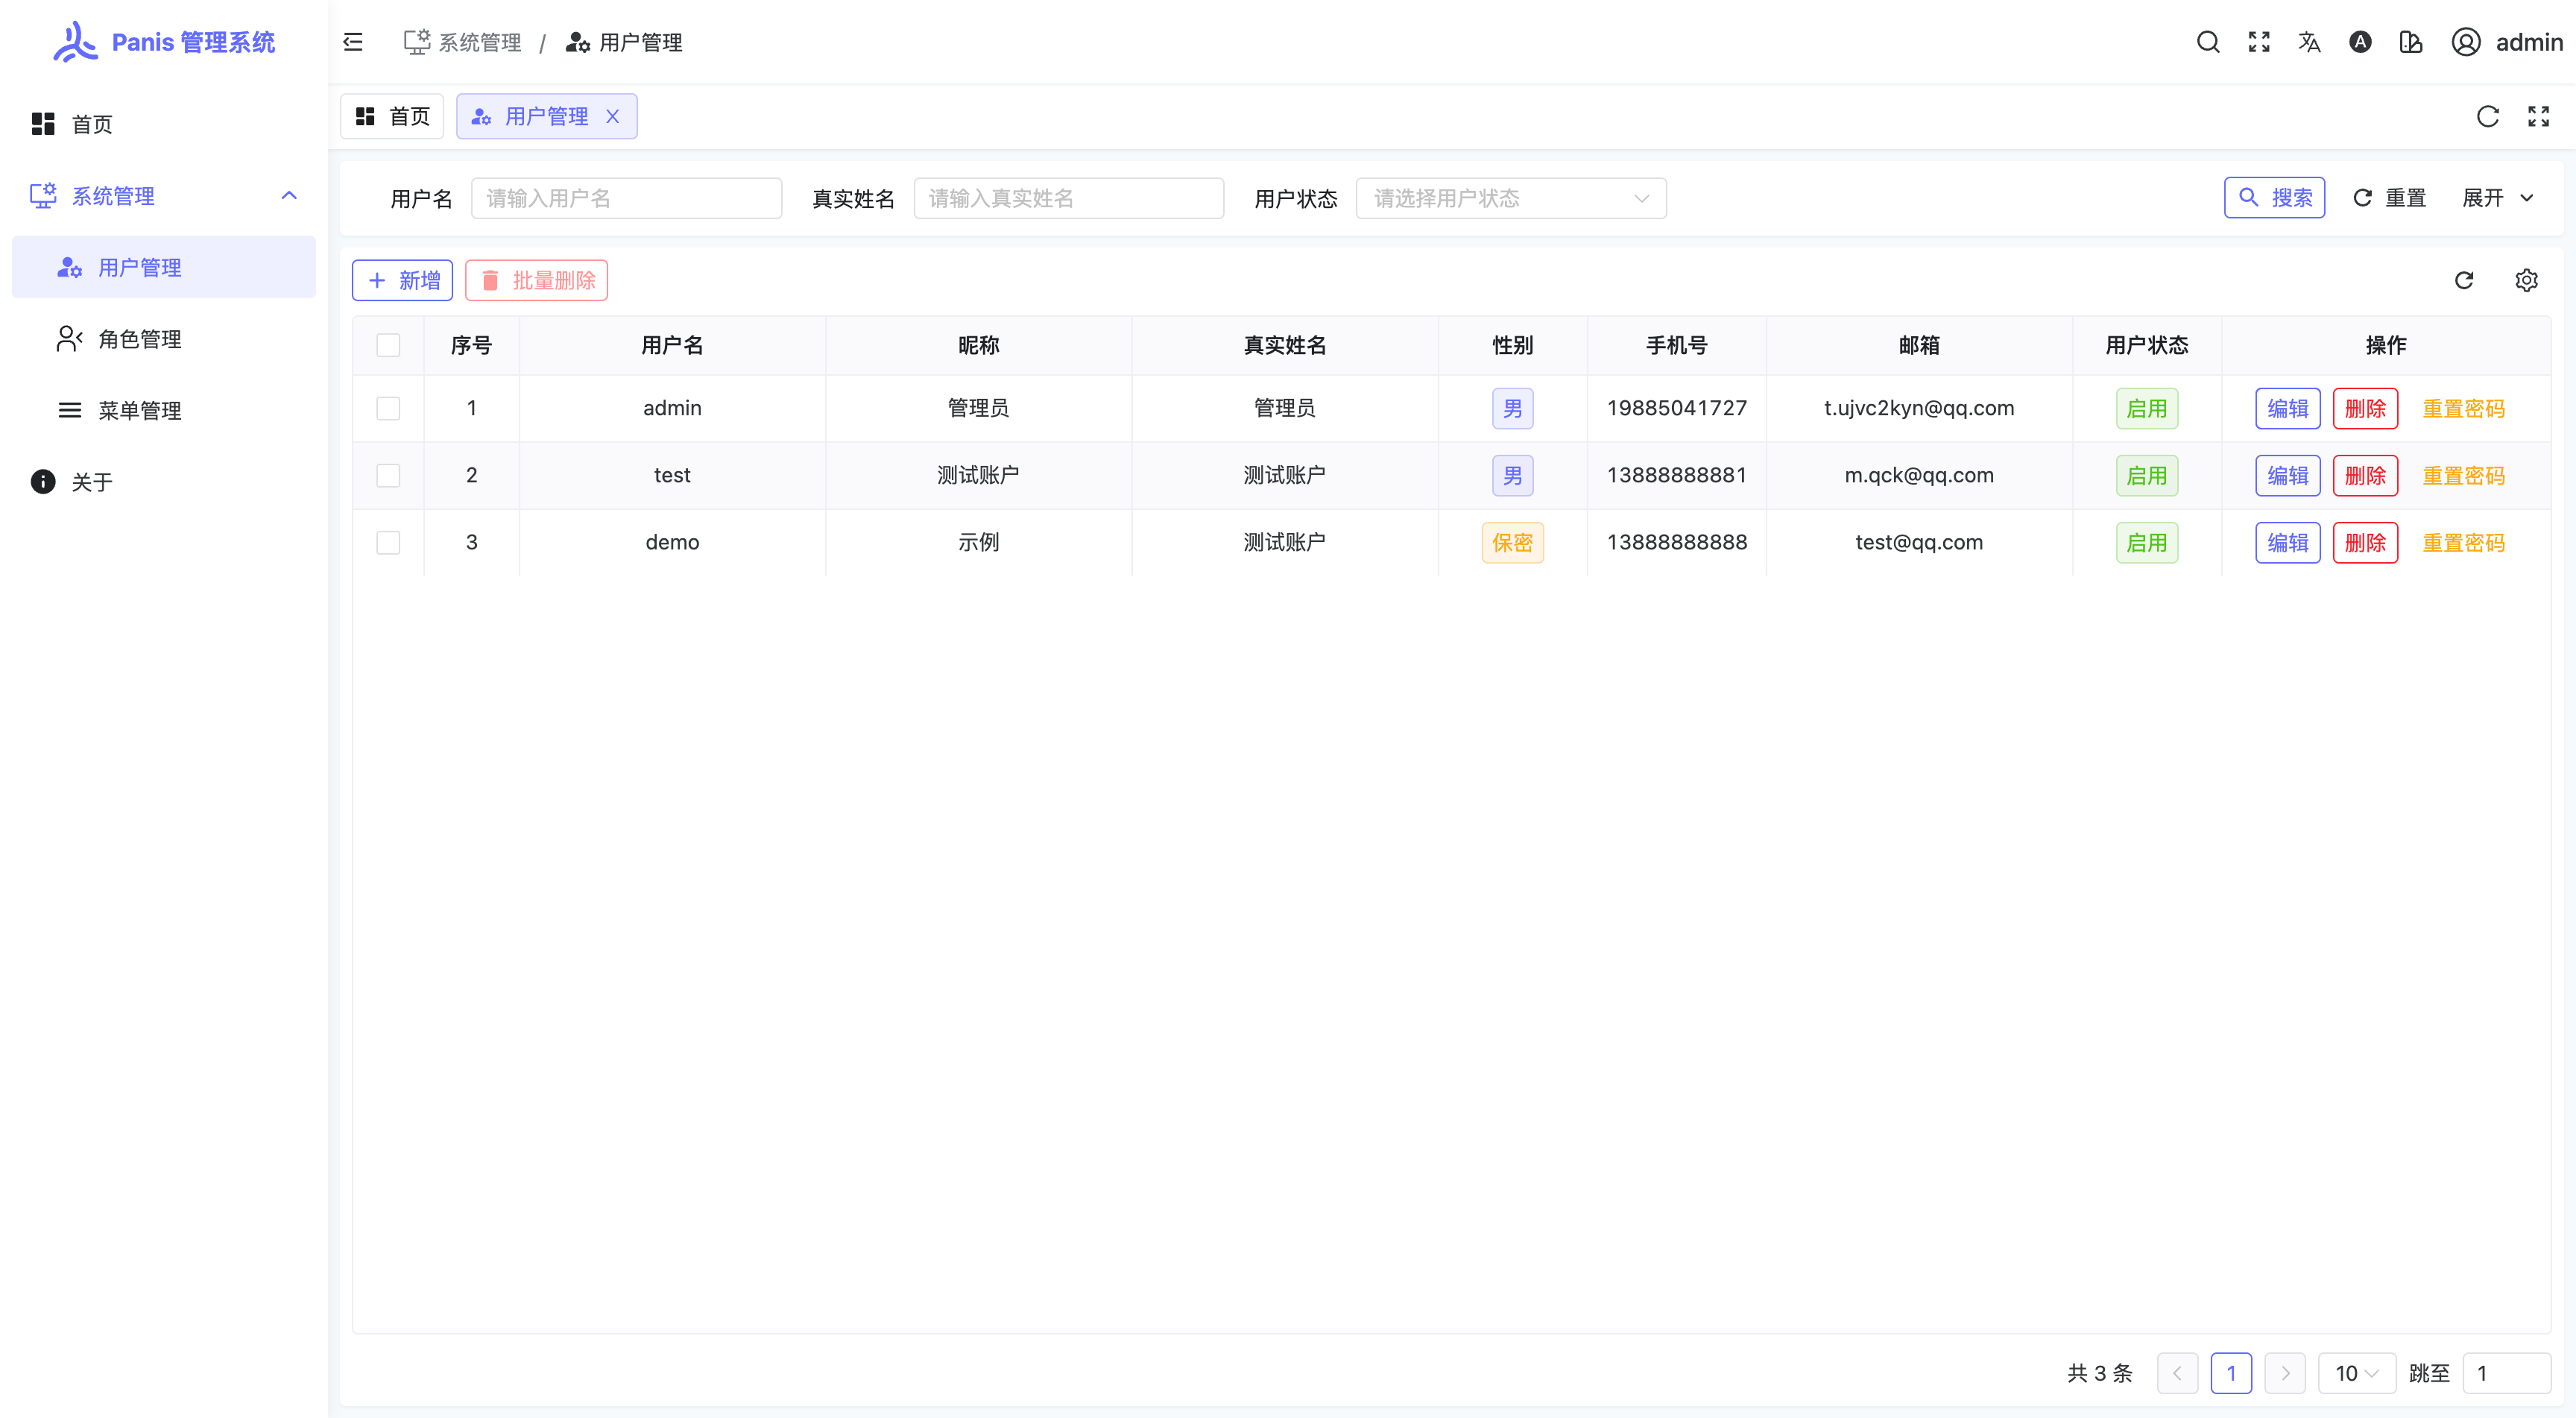 Panis 管理系统
首页
系统管理
用户管理
角色管理
菜单管理
关于
系统管理 / 用户管理
A admin
首页 用户管理 X
用户名 请输入用户名 真实姓名 请输入真实姓名 用户状态 请选择用户状态 搜索 重置 展开
新增 批量删除
序号 用户名 昵称 真实姓名 性别 手机号 邮箱 用户状态 操作
1 admin 管理员 管理员 男 19885041727 t.ujvc2kyn@qq.com 启用 编辑 删除 重置密码
2 test 测试账户 测试账户 男 13888888881 m.qck@qq.com 启用 编辑 删除 重置密码
3 demo 示例 测试账户 保密 13888888888 test@qq.com 启用 编辑 删除 重置密码
共 3 条 1 10 跳至 1